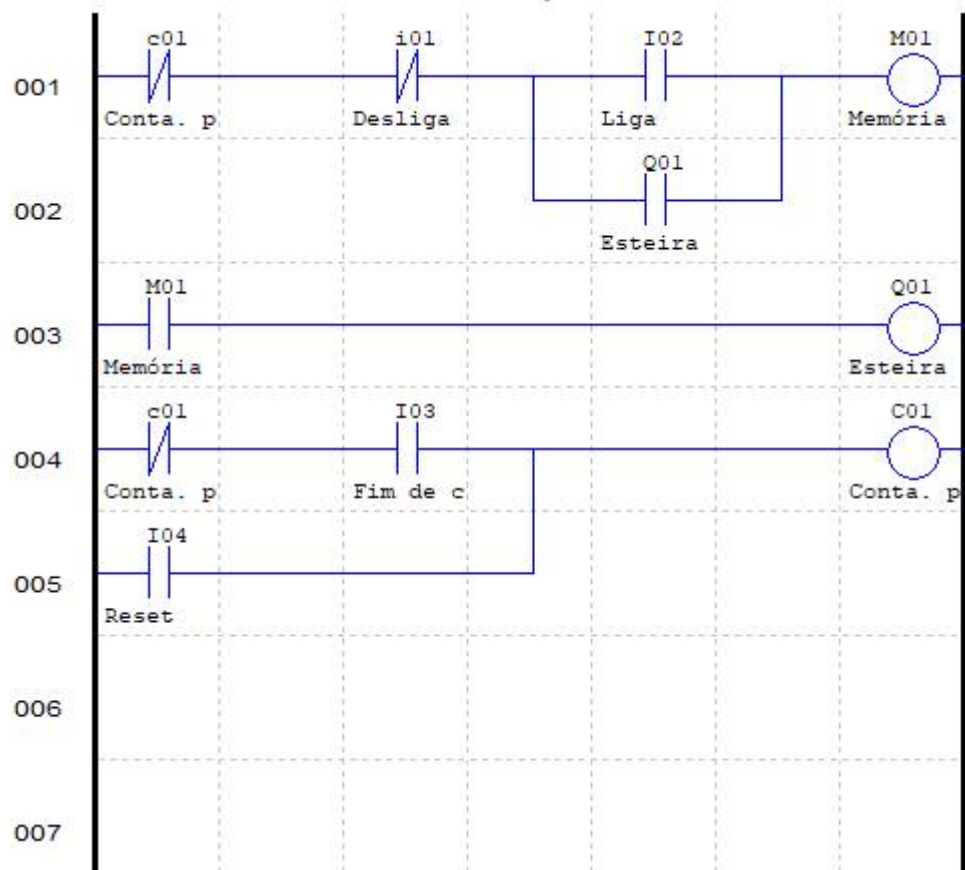 c01 i01 I02 M01
001
Conta. p Desliga Liga Memória
Q01
002
Esteira
M01 Q01
003
Memória Esteira
c01 I03 C01
004
Conta. p Fim de c Conta. p
I04
005
Reset
006
007